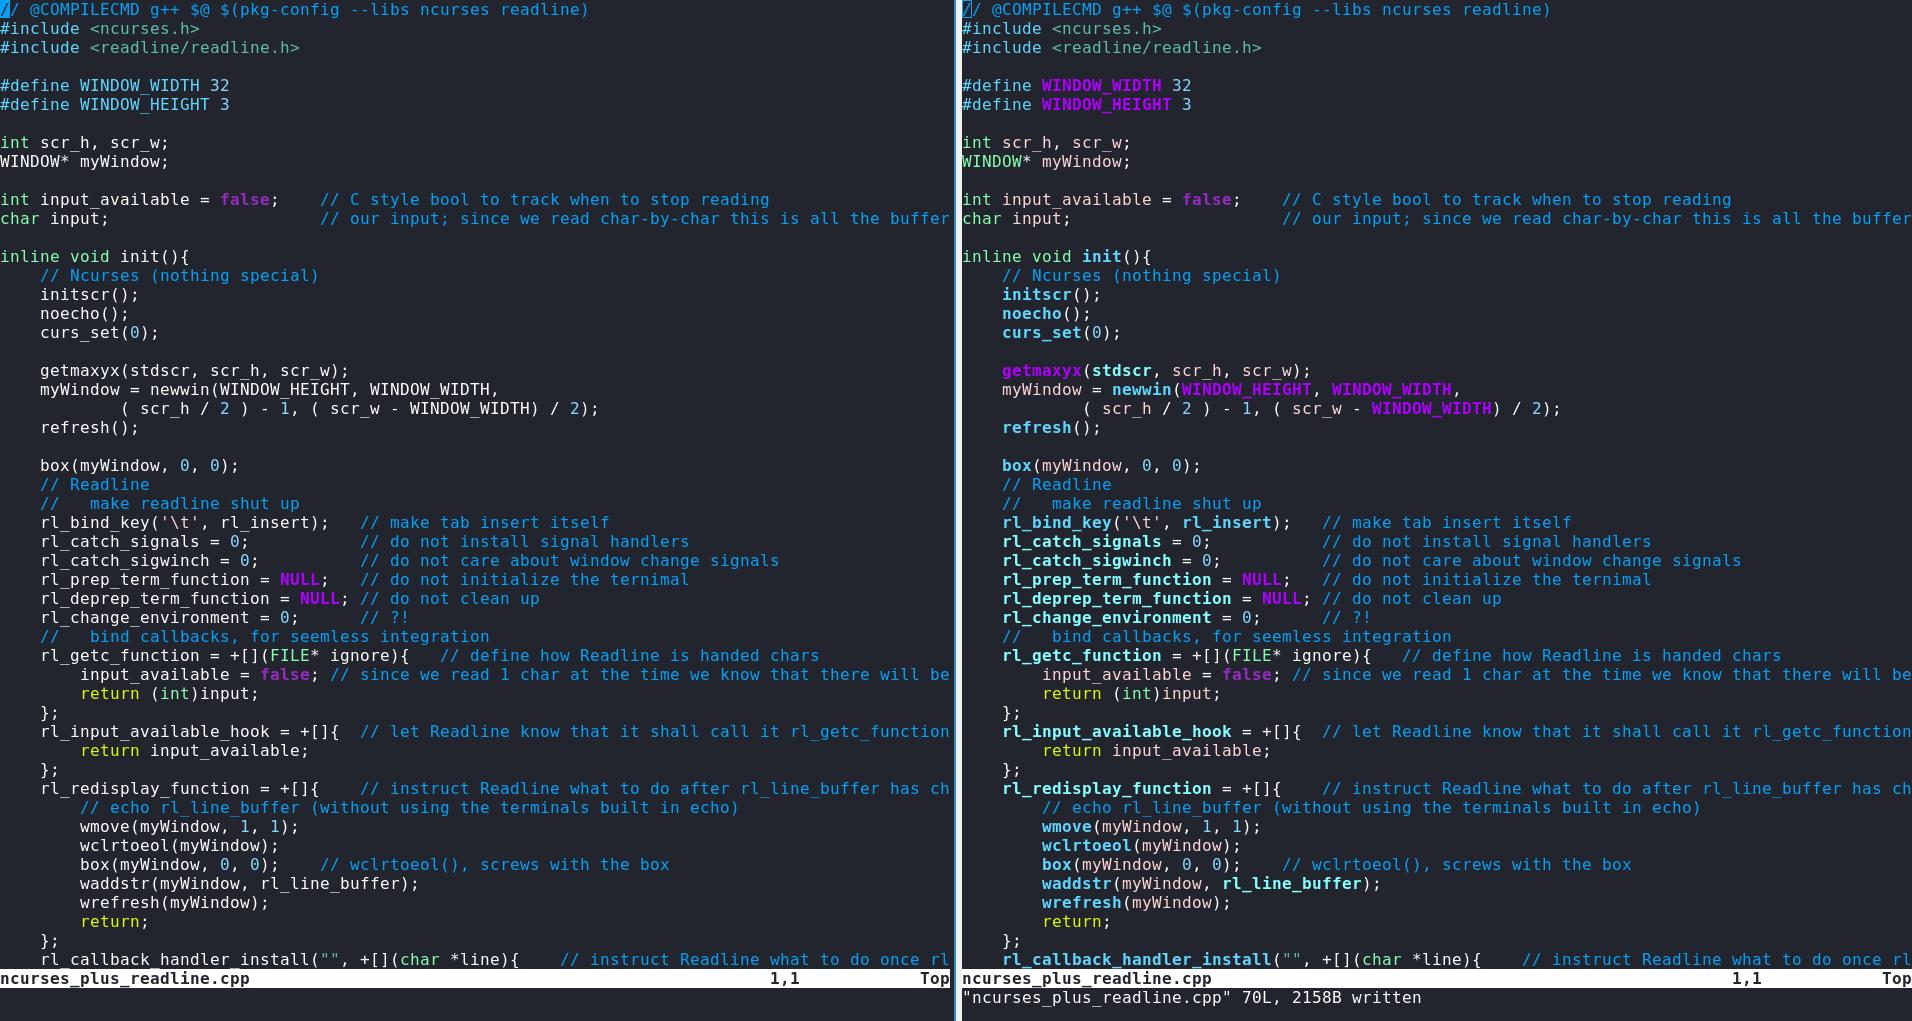 // @COMPILECMD g++ $@ $(pkg-config --libs ncurses readline)
#include <ncurses.h>
#include <readline/readline.h>

#define WINDOW_WIDTH 32
#define WINDOW_HEIGHT 3

int scr_h, scr_w;
WINDOW* myWindow;

int input_available = false;    // C style bool to track when to stop reading
char input;                     // our input; since we read char-by-char this is all the buffer

inline void init(){
    // Ncurses (nothing special)
    initscr();
    noecho();
    curs_set(0);

    getmaxyx(stdscr, scr_h, scr_w);
    myWindow = newwin(WINDOW_HEIGHT, WINDOW_WIDTH,
            ( scr_h / 2 ) - 1, ( scr_w - WINDOW_WIDTH) / 2);
    refresh();

    box(myWindow, 0, 0);
    // Readline
    //   make readline shut up
    rl_bind_key('\t', rl_insert);   // make tab insert itself
    rl_catch_signals = 0;           // do not install signal handlers
    rl_catch_sigwinch = 0;          // do not care about window change signals
    rl_prep_term_function = NULL;   // do not initialize the ternimal
    rl_deprep_term_function = NULL; // do not clean up
    rl_change_environment = 0;      // ?!
    //   bind callbacks, for seemless integration
    rl_getc_function = +[](FILE* ignore){   // define how Readline is handed chars
        input_available = false; // since we read 1 char at the time we know that there will be
        return (int)input;
    };
    rl_input_available_hook = +[]{  // let Readline know that it shall call it rl_getc_function
        return input_available;
    };
    rl_redisplay_function = +[]{    // instruct Readline what to do after rl_line_buffer has ch
        // echo rl_line_buffer (without using the terminals built in echo)
        wmove(myWindow, 1, 1);
        wclrtoeol(myWindow);
        box(myWindow, 0, 0);    // wclrtoeol(), screws with the box
        waddstr(myWindow, rl_line_buffer);
        wrefresh(myWindow);
        return;
    };
    rl_callback_handler_install("", +[](char *line){    // instruct Readline what to do once rl
ncurses_plus_readline.cpp 1,1 Top
// @COMPILECMD g++ $@ $(pkg-config --libs ncurses readline)
#include <ncurses.h>
#include <readline/readline.h>

#define WINDOW_WIDTH 32
#define WINDOW_HEIGHT 3

int scr_h, scr_w;
WINDOW* myWindow;

int input_available = false;    // C style bool to track when to stop reading
char input;                     // our input; since we read char-by-char this is all the buffer

inline void init(){
    // Ncurses (nothing special)
    initscr();
    noecho();
    curs_set(0);

    getmaxyx(stdscr, scr_h, scr_w);
    myWindow = newwin(WINDOW_HEIGHT, WINDOW_WIDTH,
            ( scr_h / 2 ) - 1, ( scr_w - WINDOW_WIDTH) / 2);
    refresh();

    box(myWindow, 0, 0);
    // Readline
    //   make readline shut up
    rl_bind_key('\t', rl_insert);   // make tab insert itself
    rl_catch_signals = 0;           // do not install signal handlers
    rl_catch_sigwinch = 0;          // do not care about window change signals
    rl_prep_term_function = NULL;   // do not initialize the ternimal
    rl_deprep_term_function = NULL; // do not clean up
    rl_change_environment = 0;      // ?!
    //   bind callbacks, for seemless integration
    rl_getc_function = +[](FILE* ignore){   // define how Readline is handed chars
        input_available = false; // since we read 1 char at the time we know that there will be
        return (int)input;
    };
    rl_input_available_hook = +[]{  // let Readline know that it shall call it rl_getc_function
        return input_available;
    };
    rl_redisplay_function = +[]{    // instruct Readline what to do after rl_line_buffer has ch
        // echo rl_line_buffer (without using the terminals built in echo)
        wmove(myWindow, 1, 1);
        wclrtoeol(myWindow);
        box(myWindow, 0, 0);    // wclrtoeol(), screws with the box
        waddstr(myWindow, rl_line_buffer);
        wrefresh(myWindow);
        return;
    };
    rl_callback_handler_install("", +[](char *line){    // instruct Readline what to do once rl
ncurses_plus_readline.cpp 1,1 Top
"ncurses_plus_readline.cpp" 70L, 2158B written